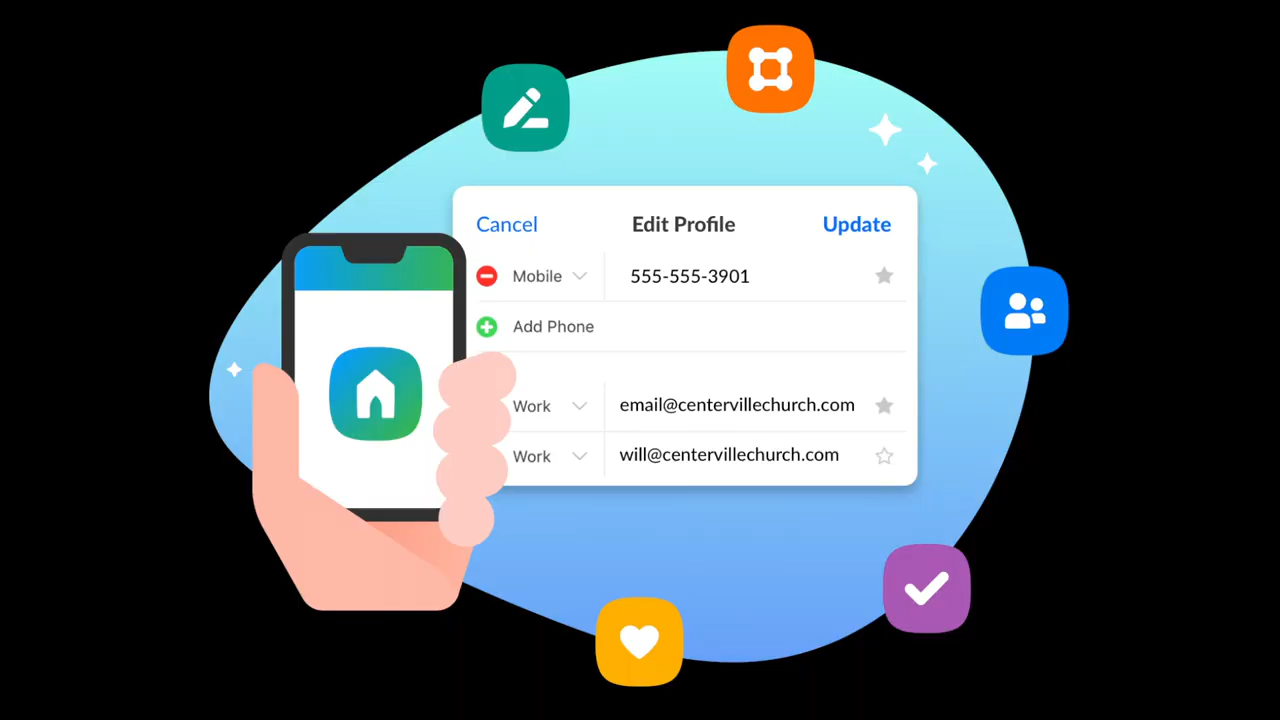 Cancel Edit Profile Update
Mobile 555-555-3901
Add Phone
Work email@centervillechurch.com
Work will@centervillechurch.com